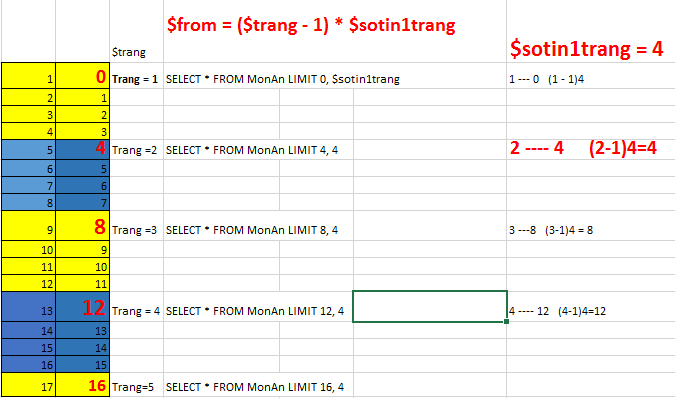 $from = ($trang - 1) * $sotin1trang
$trang $sotin1trang = 4
1 0 Trang = 1 SELECT * FROM MonAn LIMIT 0, $sotin1trang 1 --- 0 (1 - 1)4
2 1
3 2
4 3
5 4 Trang =2 SELECT * FROM MonAn LIMIT 4, 4 2 ---- 4 (2-1)4=4
6 5
7 6
8 7
9 8 Trang =3 SELECT * FROM MonAn LIMIT 8, 4 3 ---8 (3-1)4 = 8
10 9
11 10
12 11
13 12 Trang = 4 SELECT * FROM MonAn LIMIT 12, 4 4 ---- 12 (4-1)4=12
14 13
15 14
16 15
17 16 Trang=5 SELECT * FROM MonAn LIMIT 16, 4